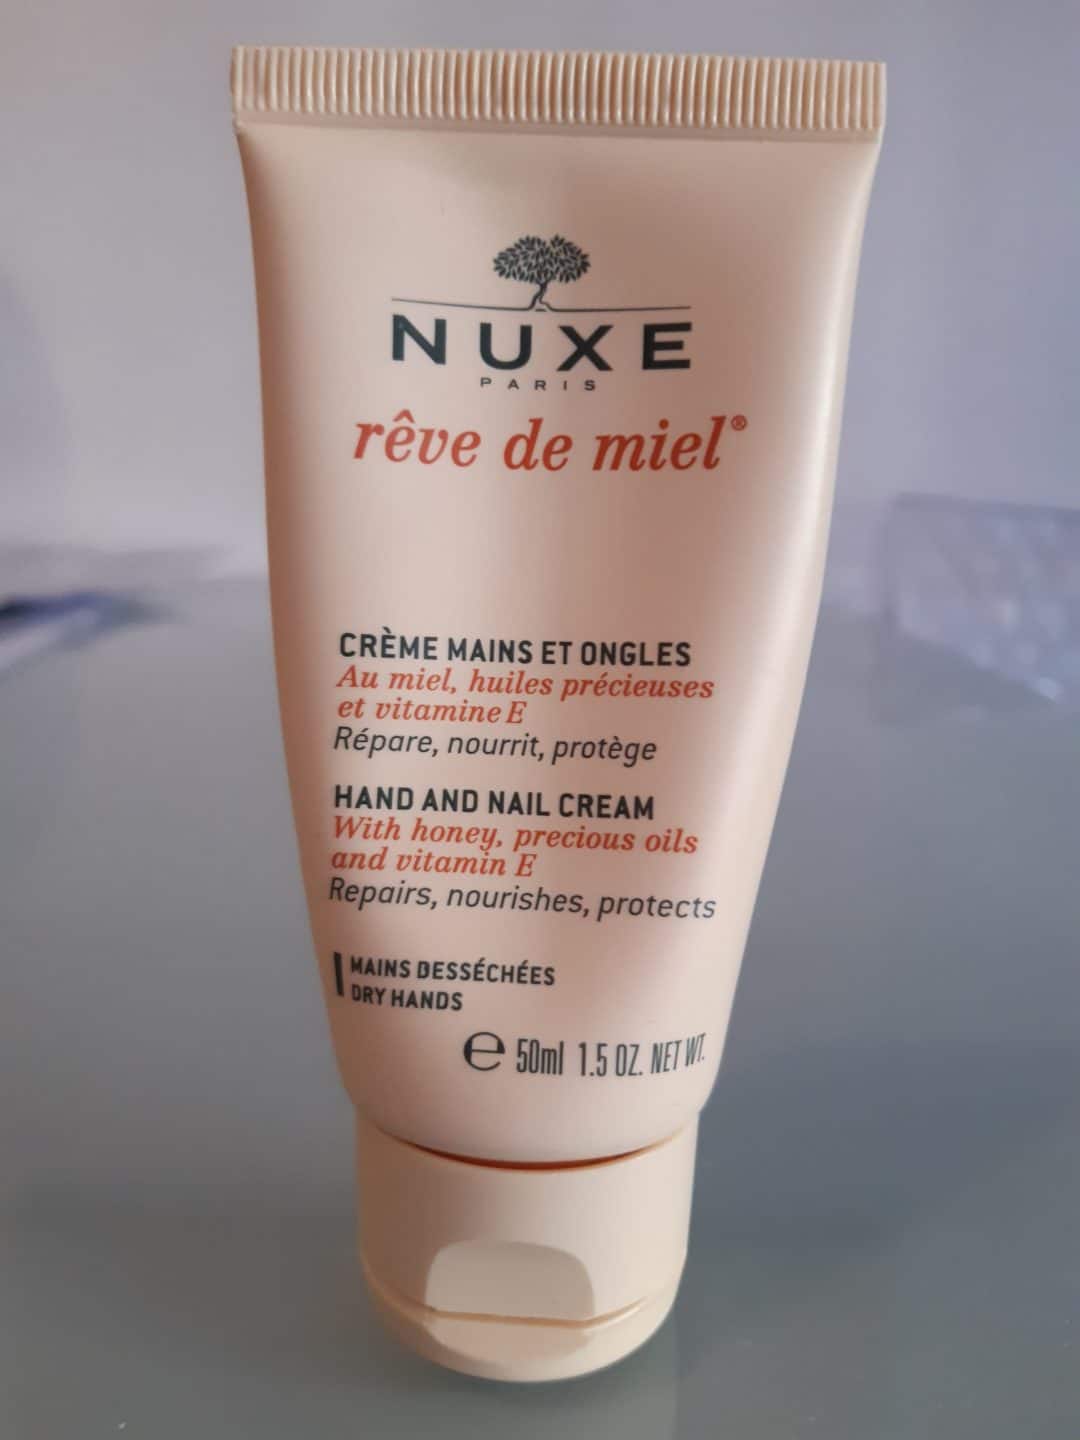 NUXE
PARIS
rêve de miel®
CRÈME MAINS ET ONGLES
Au miel, huiles précieuses
et vitamine E
Répare, nourrit, protège
HAND AND NAIL CREAM
With honey, precious oils
and vitamin E
Repairs, nourishes, protects
MAINS DESSÉCHÉES
DRY HANDS
℮ 50ml 1.5 OZ. NET WT.